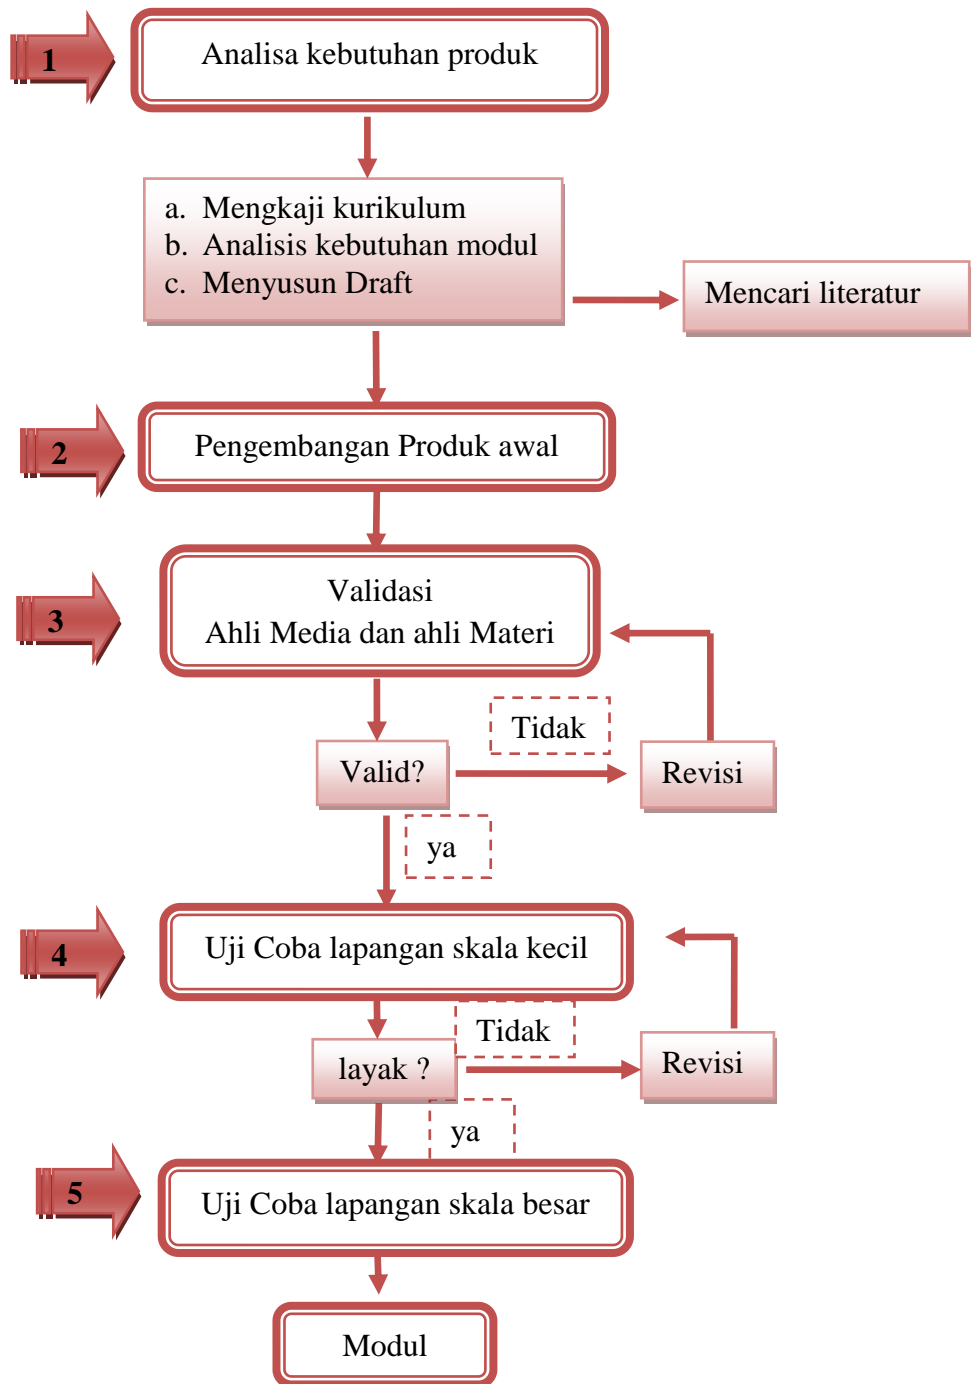 1
Analisa kebutuhan produk
a. Mengkaji kurikulum
b. Analisis kebutuhan modul
c. Menyusun Draft
Mencari literatur
2
Pengembangan Produk awal
3
Validasi
Ahli Media dan ahli Materi
Tidak
Valid?
Revisi
ya
4
Uji Coba lapangan skala kecil
Tidak
layak ?
Revisi
ya
5
Uji Coba lapangan skala besar
Modul